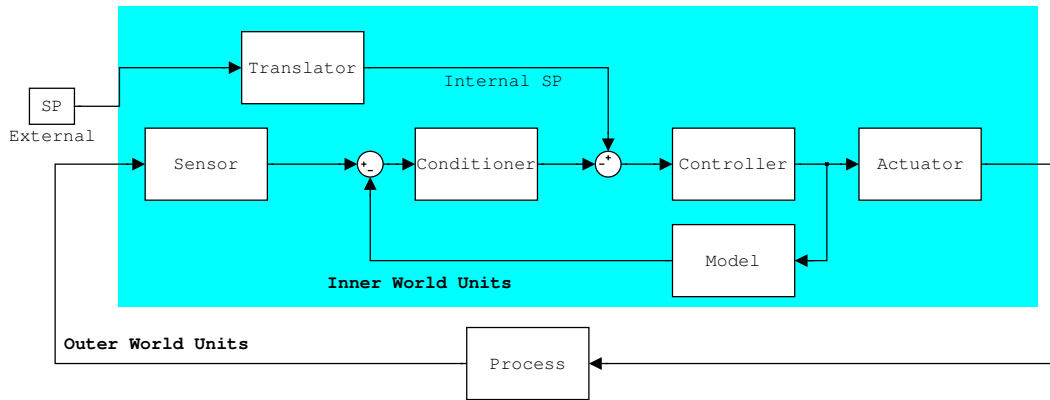 Translator
Internal SP
SP
External
Sensor
+
-
Conditioner
- +
Controller
Actuator
Model
Inner World Units
Outer World Units
Process